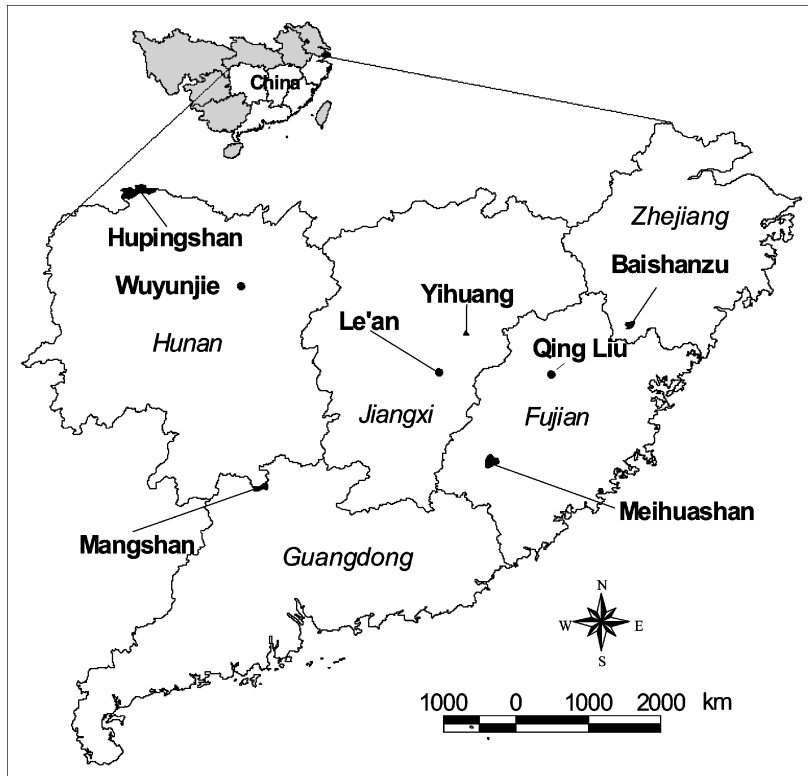 China
Zhejiang
Hupingshan
Baishanzu
Wuyunjie
Yihuang
Le'an
Hunan
Qing Liu
Jiangxi
Fujian
Meihuashan
Mangshan
Guangdong
N
W E
S
1000 0 1000 2000 km